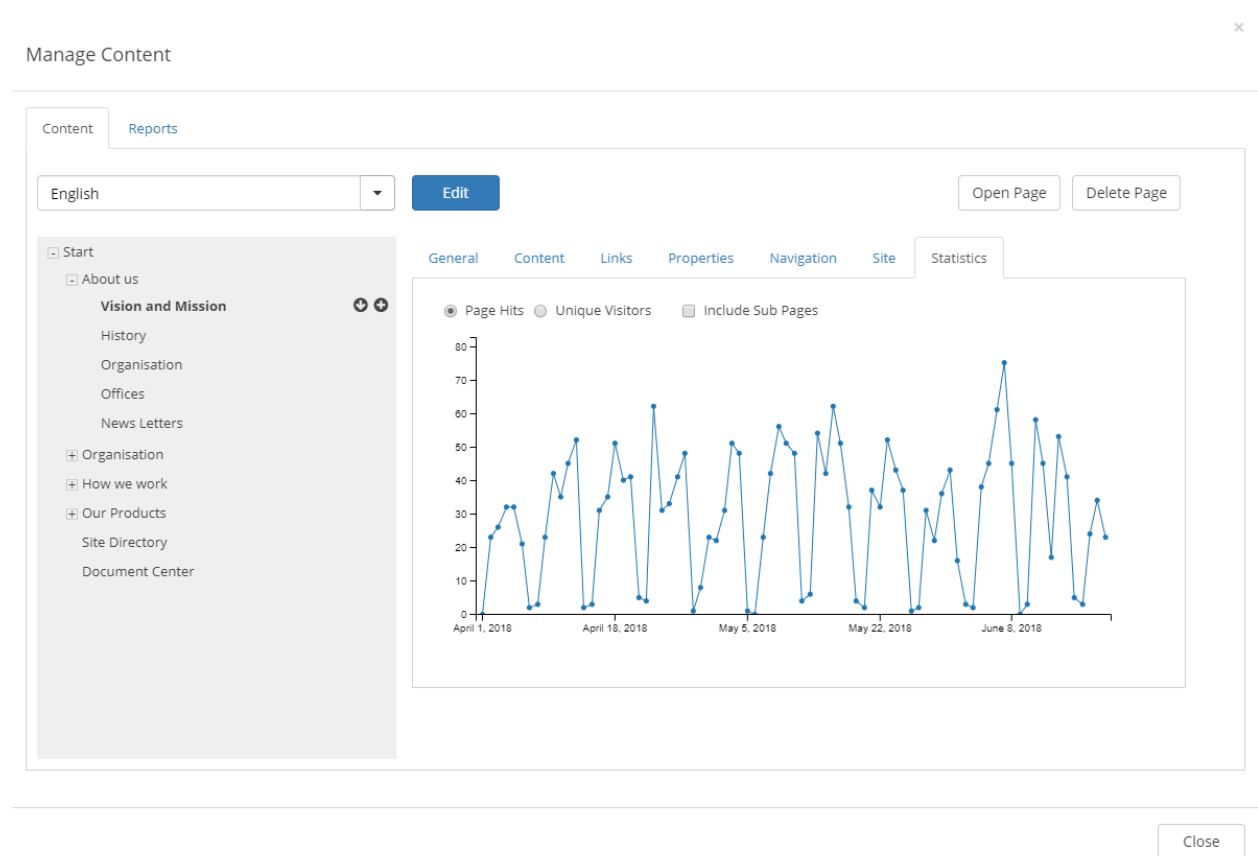 ×
Manage Content
Content Reports
English Edit Open Page Delete Page
Start
About us
Vision and Mission
History
Organisation
Offices
News Letters
Organisation
How we work
Our Products
Site Directory
Document Center
General Content Links Properties Navigation Site Statistics
Page Hits Unique Visitors Include Sub Pages
80
70
60
50
40
30
20
10
0
April 1, 2018 April 18, 2018 May 5, 2018 May 22, 2018 June 8, 2018
Close